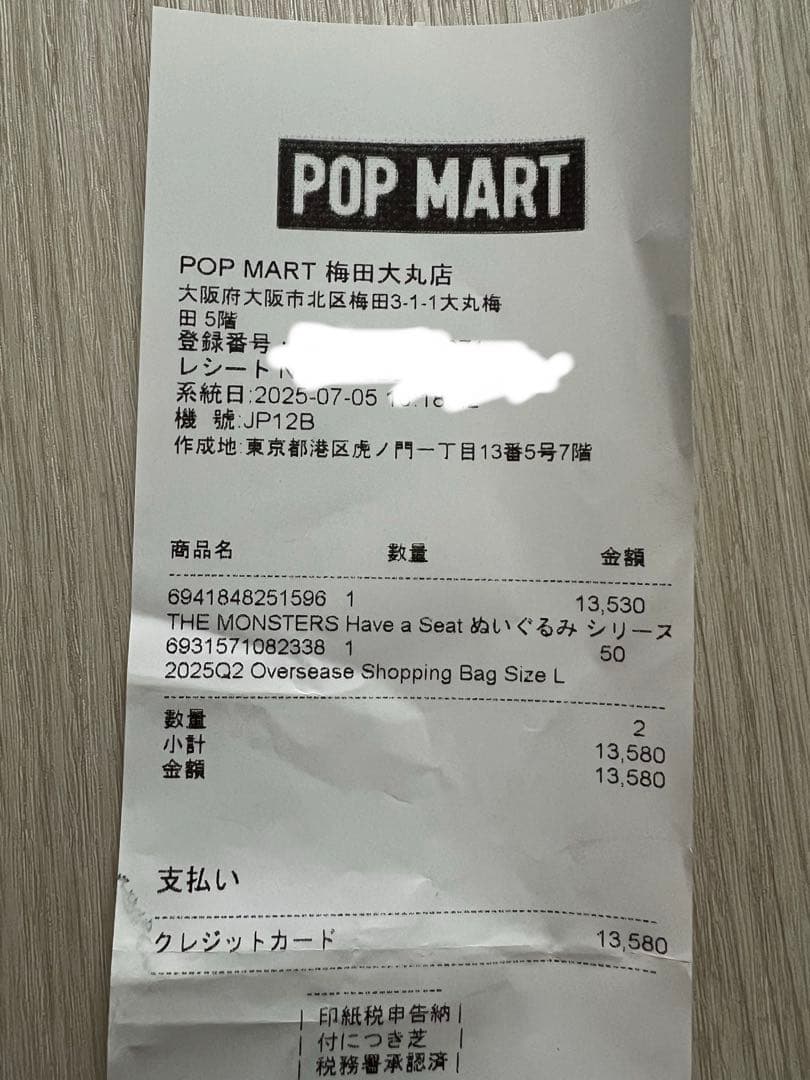 POP MART
POP MART 梅田大丸店
大阪府大阪市北区梅田3-1-1大丸梅
田 5階
登録番号:
レシート
系統日:2025-07-05
機 號:JP12B
作成地:東京都港区虎ノ門一丁目13番5号7階
商品名 数量 金額
6941848251596 1 13,530
THE MONSTERS Have a Seat ぬいぐるみ シリーズ
6931571082338 1 50
2025Q2 Oversease Shopping Bag Size L
数量 2
小計 13,580
金額 13,580
支払い
クレジットカード 13,580
印紙税申告納
付につき芝
税務署承認済